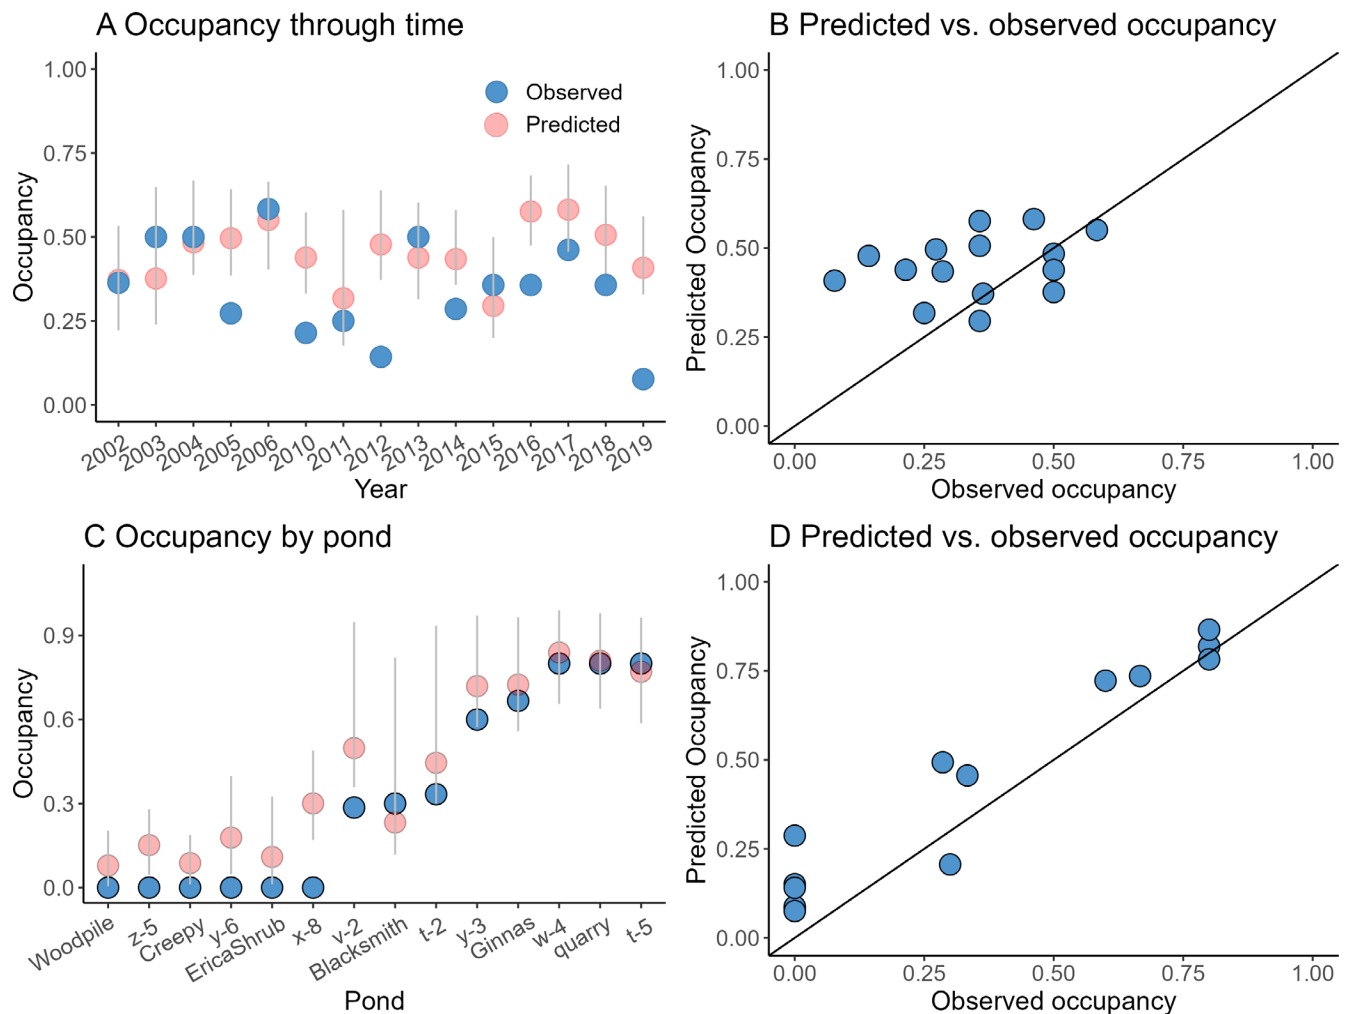 A Occupancy through time
1.00
0.75
0.50
0.25
0.00
Occupancy
Observed
Predicted
2002 2003 2004 2005 2006 2010 2011 2012 2013 2014 2015 2016 2017 2018 2019
Year
B Predicted vs. observed occupancy
1.00
0.75
0.50
0.25
0.00
Predicted Occupancy
0.00 0.25 0.50 0.75 1.00
Observed occupancy
C Occupancy by pond
0.9
0.6
0.3
0.0
Occupancy
Woodpile z-5 Creepy y-6 EricaShrub x-8 v-2 Blacksmith t-2 y-3 Ginnas w-4 quarry t-5
Pond
D Predicted vs. observed occupancy
1.00
0.75
0.50
0.25
0.00
Predicted Occupancy
0.00 0.25 0.50 0.75 1.00
Observed occupancy